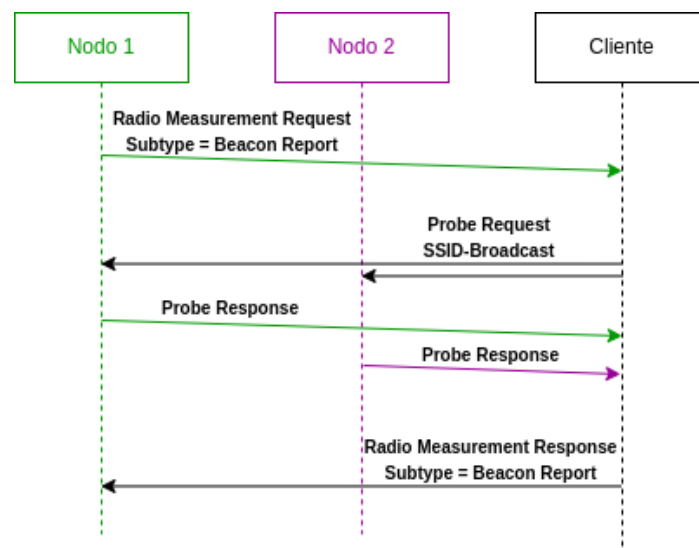 Nodo 1
Nodo 2
Cliente
Radio Measurement Request
Subtype = Beacon Report
Probe Request
SSID-Broadcast
Probe Response
Probe Response
Radio Measurement Response
Subtype = Beacon Report